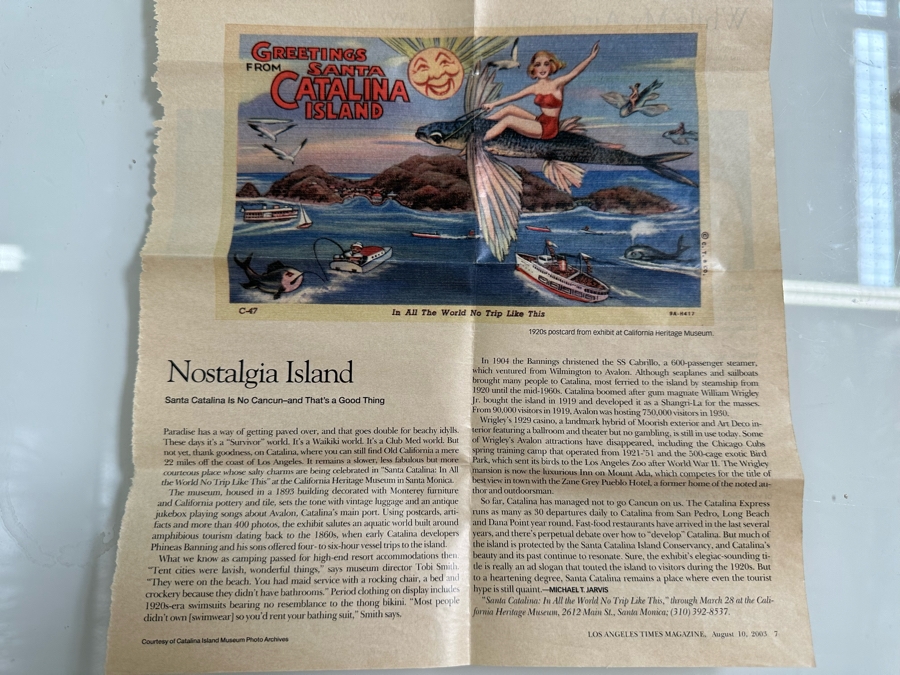 GREETINGS
FROM SANTA
CATALINA
ISLAND
C-47
In All The World No Trip Like This
1920s postcard from exhibit at California Heritage Museum.
Nostalgia Island
Santa Catalina Is No Cancun–and That's a Good Thing
Paradise has a way of getting paved over, and that goes double for beachy idylls.
These days it's a "Survivor" world. It's a Waikiki world. It's a Club Med world. But
not yet, thank goodness, on Catalina, where you can still find Old California a mere
22 miles off the coast of Los Angeles. It remains a slower, less fabulous but more
courteous place whose salty charms are being celebrated in "Santa Catalina: In All
the World No Trip Like This" at the California Heritage Museum in Santa Monica.
The museum, housed in a 1893 building decorated with Monterey furniture
and California pottery and tile, sets the tone with vintage luggage and an antique
jukebox playing songs about Avalon, Catalina's main port. Using postcards, arti-
facts and more than 400 photos, the exhibit salutes an aquatic world built around
amphibious tourism dating back to the 1860s, when early Catalina developers
Phineas Banning and his sons offered four- to six-hour vessel trips to the island.
What we know as camping passed for high-end resort accommodations then.
"Tent cities were lavish, wonderful things," says museum director Tobi Smith.
"They were on the beach. You had maid service with a rocking chair, a bed and
crockery because they didn't have bathrooms." Period clothing on display includes
1920s-era swimsuits bearing no resemblance to the thong bikini. "Most people
didn't own [swimwear] so you'd rent your bathing suit," Smith says.
Courtesy of Catalina Island Museum Photo Archives
In 1904 the Bannings christened the SS Cabrillo, a 600-passenger steamer,
which ventured from Wilmington to Avalon. Although seaplanes and sailboats
brought many people to Catalina, most ferried to the island by steamship from
1920 until the mid-1960s. Catalina boomed after gum magnate William Wrigley
Jr. bought the island in 1919 and developed it as a Shangri-La for the masses.
From 90,000 visitors in 1919, Avalon was hosting 750,000 visitors in 1930.
Wrigley's 1929 casino, a landmark hybrid of Moorish exterior and Art Deco in-
terior featuring a ballroom and theater but no gambling, is still in use today. Some
of Wrigley's Avalon attractions have disappeared, including the Chicago Cubs
spring training camp that operated from 1921-'51 and the 500-cage exotic Bird
Park, which sent its birds to the Los Angeles Zoo after World War II. The Wrigley
mansion is now the luxurious Inn on Mount Ada, which competes for the title of
best view in town with the Zane Grey Pueblo Hotel, a former home of the noted au-
thor and outdoorsman.
So far, Catalina has managed not to go Cancun on us. The Catalina Express
runs as many as 30 departures daily to Catalina from San Pedro, Long Beach
and Dana Point year round. Fast-food restaurants have arrived in the last several
years, and there's perpetual debate over how to "develop" Catalina. But much of
the island is protected by the Santa Catalina Island Conservancy, and Catalina's
beauty and its past continue to resonate. Sure, the exhibit's elegiac-sounding ti-
tle is really an ad slogan that touted the island to visitors during the 1920s. But
to a heartening degree, Santa Catalina remains a place where even the tourist
hype is still quaint.—MICHAEL T. JARVIS
"Santa Catalina: In All the World No Trip Like This," through March 28 at the Cali-
fornia Heritage Museum, 2612 Main St., Santa Monica; (310) 392-8537.
LOS ANGELES TIMES MAGAZINE, August 10, 2003 7